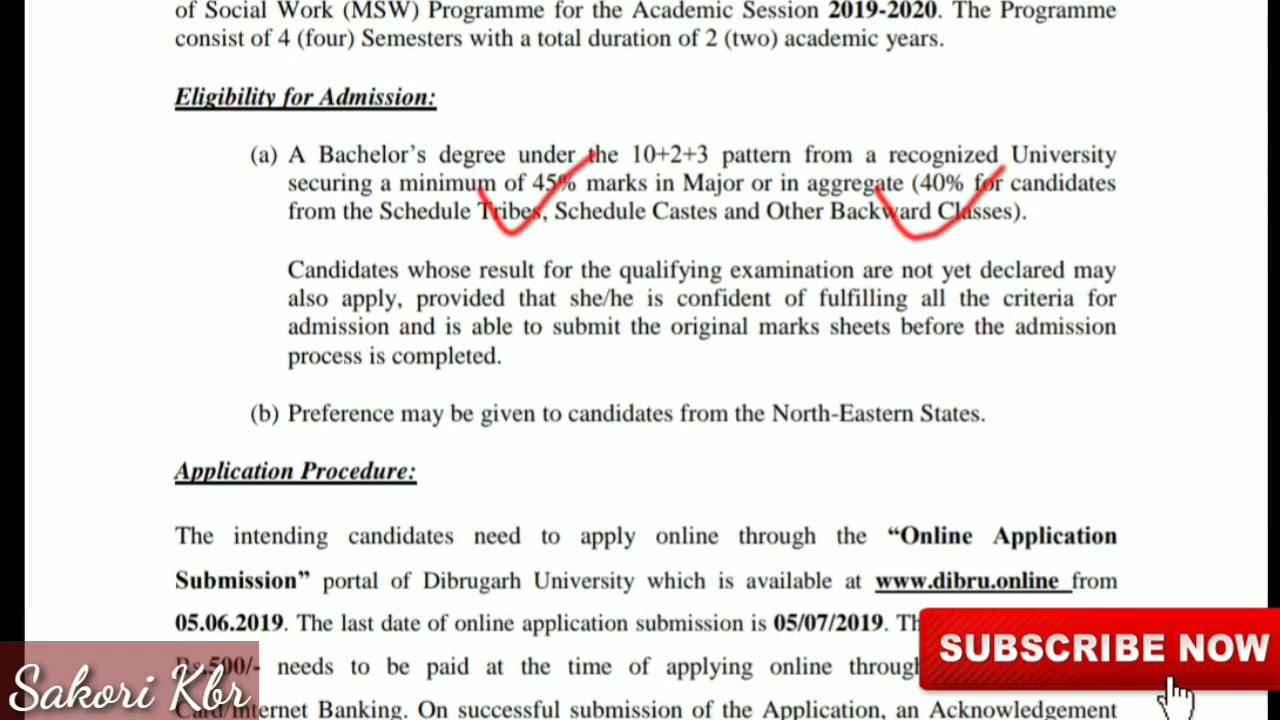 of Social Work (MSW) Programme for the Academic Session 2019-2020. The Programme
consist of 4 (four) Semesters with a total duration of 2 (two) academic years.
Eligibility for Admission:
(a) A Bachelor’s degree under the 10+2+3 pattern from a recognized University
securing a minimum of 45% marks in Major or in aggregate (40% for candidates
from the Schedule Tribes, Schedule Castes and Other Backward Classes).
Candidates whose result for the qualifying examination are not yet declared may
also apply, provided that she/he is confident of fulfilling all the criteria for
admission and is able to submit the original marks sheets before the admission
process is completed.
(b) Preference may be given to candidates from the North-Eastern States.
Application Procedure:
The intending candidates need to apply online through the “Online Application
Submission” portal of Dibrugarh University which is available at www.dibru.online from
05.06.2019. The last date of online application submission is 05/07/2019.
Rs.500/- needs to be paid at the time of applying online through
Card/Internet Banking. On successful submission of the Application, an Acknowledgement
SUBSCRIBE NOW
Sakori Kbr